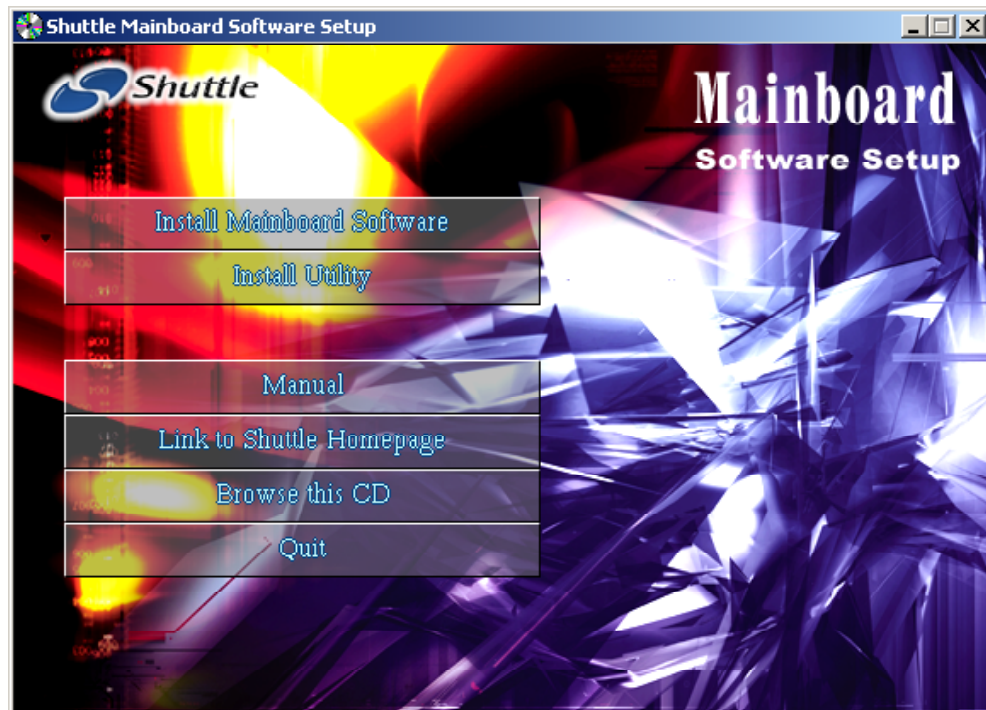 Shuttle Mainboard Software Setup
Shuttle
Mainboard
Software Setup
Install Mainboard Software
Install Utility
Manual
Link to Shuttle Homepage
Browse this CD
Quit